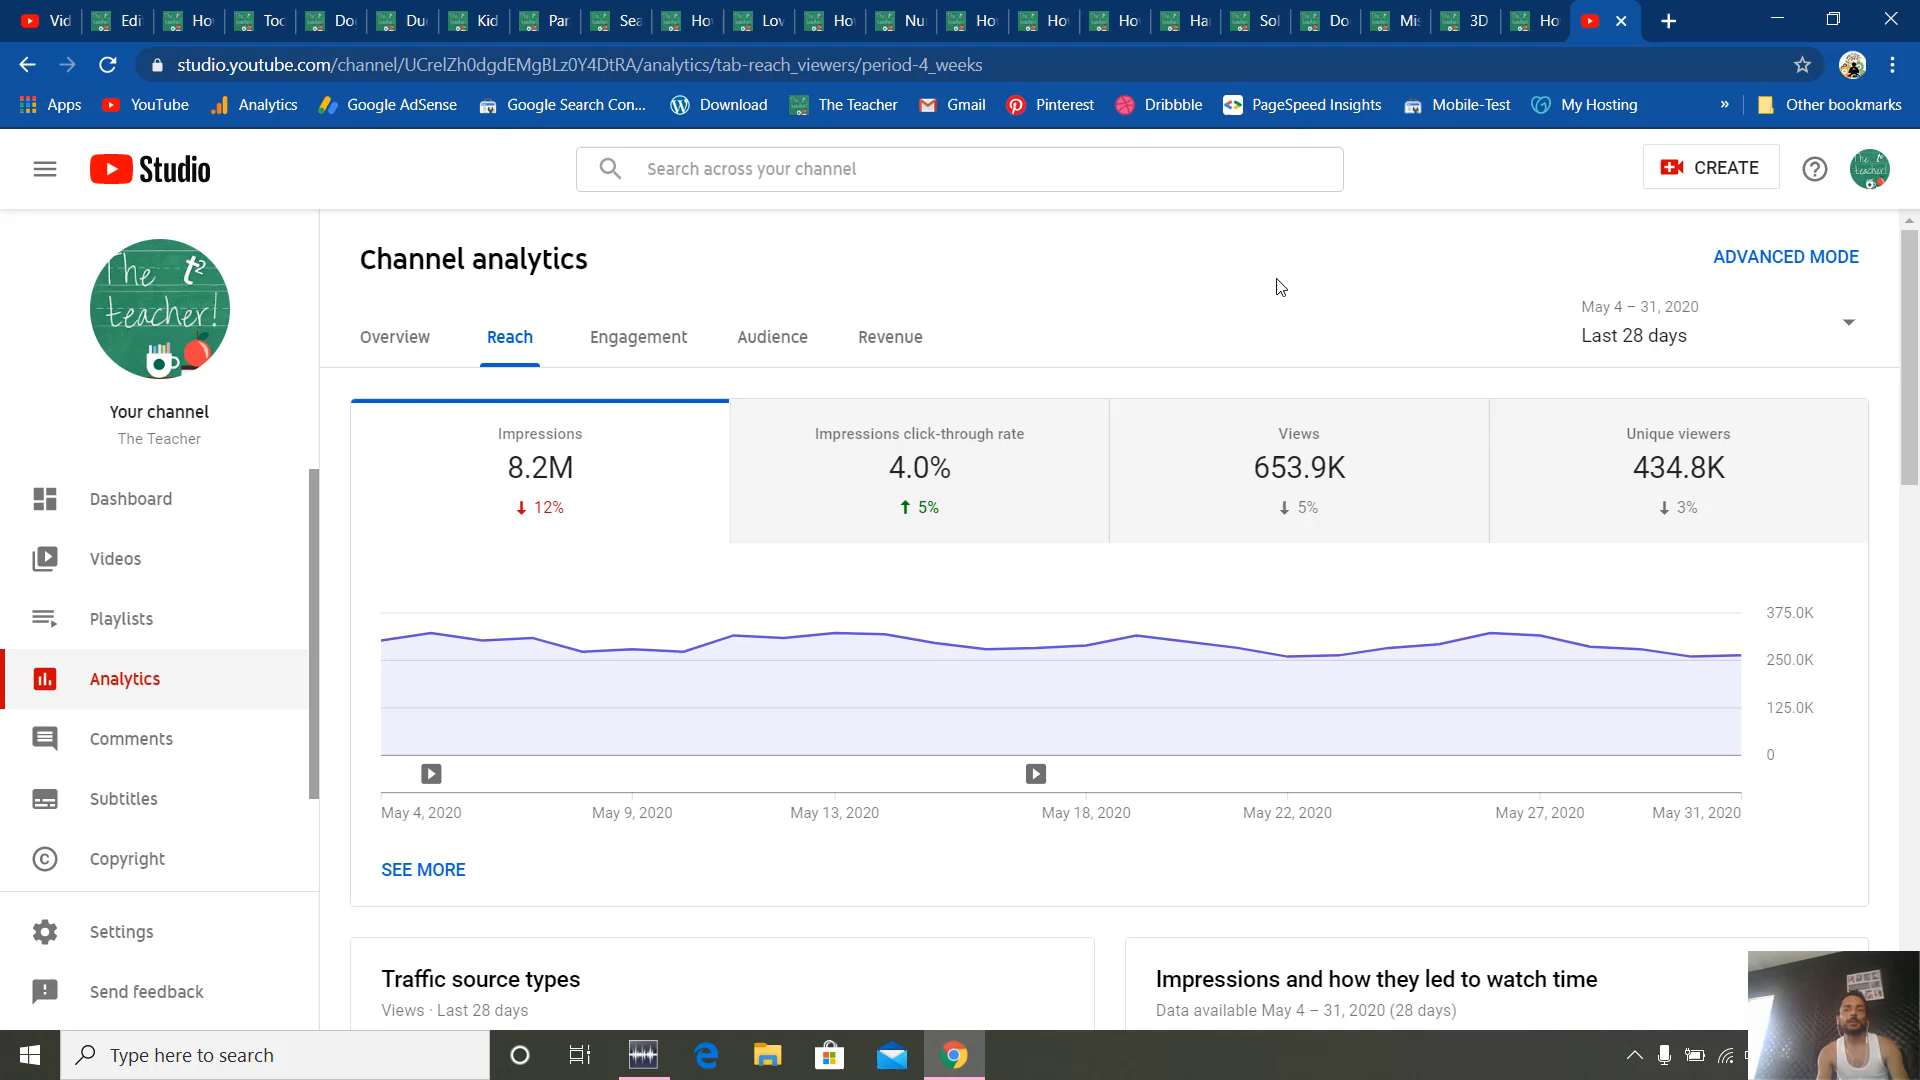 Vid
Edi
Ho
Too
Do
Du
Kid
Par
Sea
Ho
Lov
Ho
Nu
Ho
Ho
Ho
Ha
Sol
Do
Mis
3D
Ho
studio.youtube.com/channel/UCrelZh0dgdEMgBLz0Y4DtRA/analytics/tab-reach_viewers/period-4_weeks
Apps
YouTube
Analytics
Google AdSense
Google Search Con...
Download
The Teacher
Gmail
Pinterest
Dribbble
PageSpeed Insights
Mobile-Test
My Hosting
»
Other bookmarks
Studio
Search across your channel
CREATE
The t²
teacher!
Your channel
The Teacher
Dashboard
Videos
Playlists
Analytics
Comments
Subtitles
Copyright
Settings
Send feedback
Channel analytics
ADVANCED MODE
May 4 – 31, 2020
Last 28 days
Overview
Reach
Engagement
Audience
Revenue
Impressions
8.2M
12%
Impressions click-through rate
4.0%
5%
Views
653.9K
5%
Unique viewers
434.8K
3%
375.0K
250.0K
125.0K
0
May 4, 2020
May 9, 2020
May 13, 2020
May 18, 2020
May 22, 2020
May 27, 2020
May 31, 2020
SEE MORE
Traffic source types
Views · Last 28 days
Impressions and how they led to watch time
Data available May 4 – 31, 2020 (28 days)
Type here to search